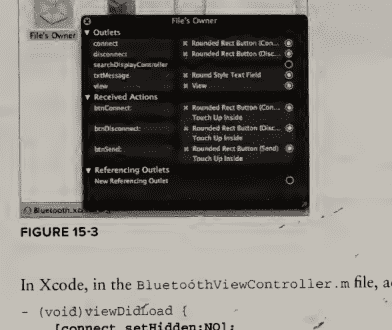 File's Owner
File's Owner
Outlets
connect Rounded Rect Button (Con...
disconnect Rounded Rect Button (Disc...
searchDisplayController
txtMessage Round Style Text Field
view View
Received Actions
btnConnect: Rounded Rect Button (Con...
Touch Up Inside
btnDisconnect: Rounded Rect Button (Disc...
Touch Up Inside
btnSend: Rounded Rect Button (Send)
Touch Up Inside
Referencing Outlets
New Referencing Outlet
FIGURE 15-3
In Xcode, in the BluetoothViewController.m file, a
- (void)viewDidLoad {
[connect setHidden:NO];